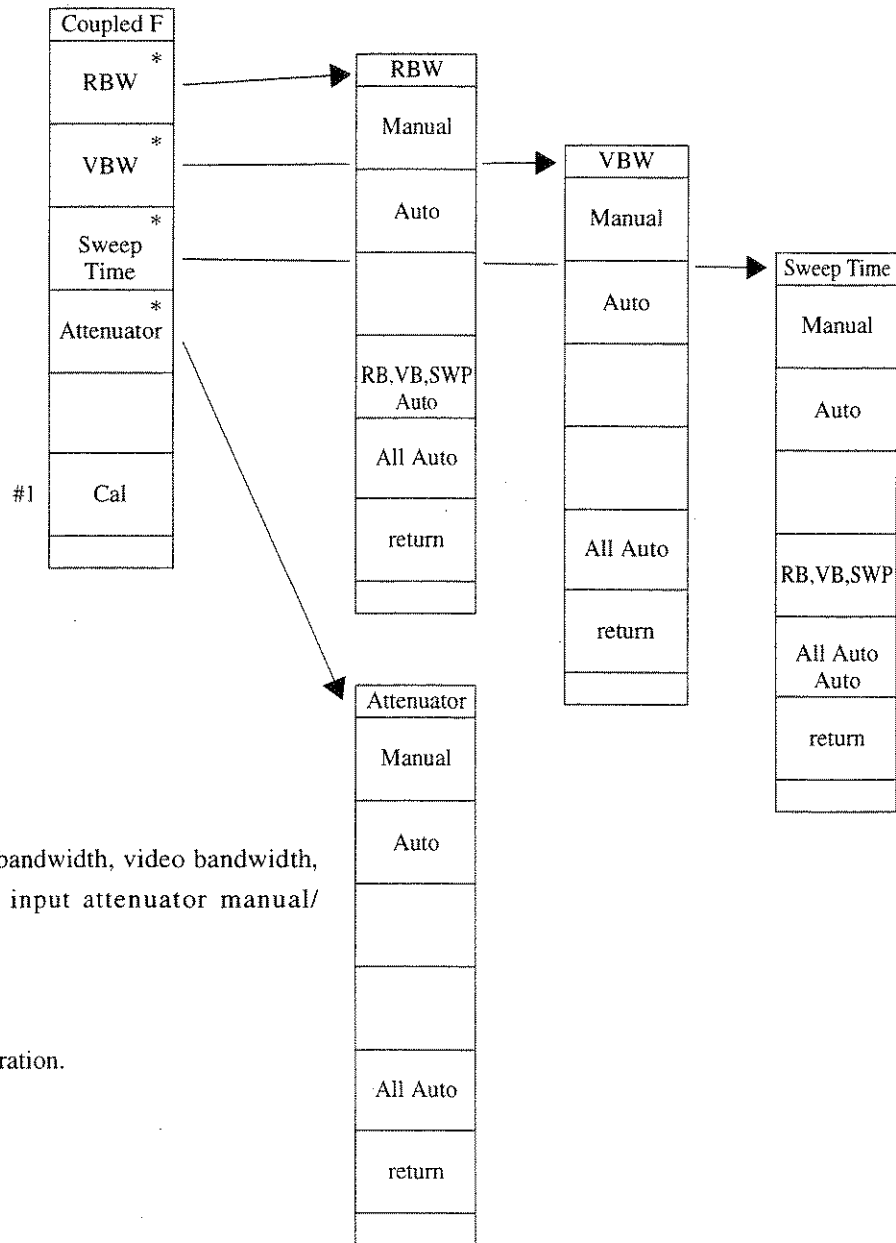 Coupled F
*
RBW
*
VBW
*
Sweep
Time
*
Attenuator
#1 Cal
RBW
Manual
Auto
RB,VB,SWP
Auto
All Auto
return
VBW
Manual
Auto
All Auto
return
Sweep Time
Manual
Auto
RB,VB,SWP
All Auto
Auto
return
Attenuator
Manual
Auto
All Auto
return
bandwidth, video bandwidth,
input attenuator manual/
ration.